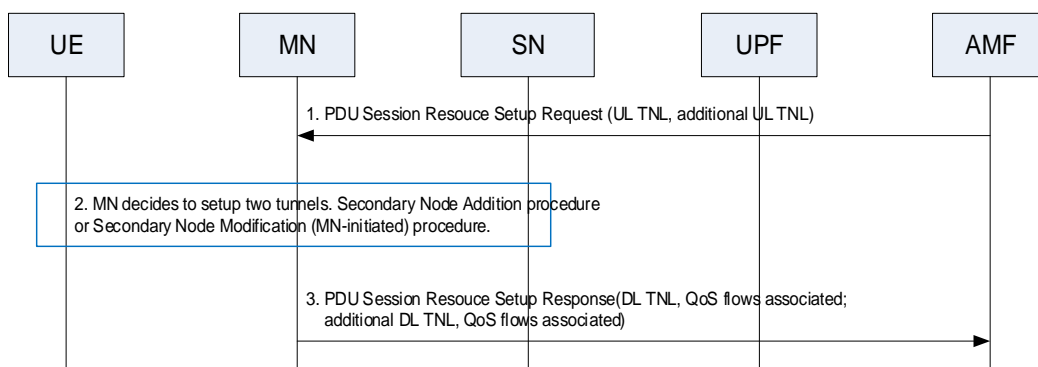 UE MN SN UPF AMF
1. PDU Session Resouce Setup Request (UL TNL, additional UL TNL)
2. MN decides to setup two tunnels. Secondary Node Addition procedure
or Secondary Node Modification (MN-initiated) procedure.
3. PDU Session Resouce Setup Response(DL TNL, QoS flows associated;
additional DL TNL, QoS flows associated)